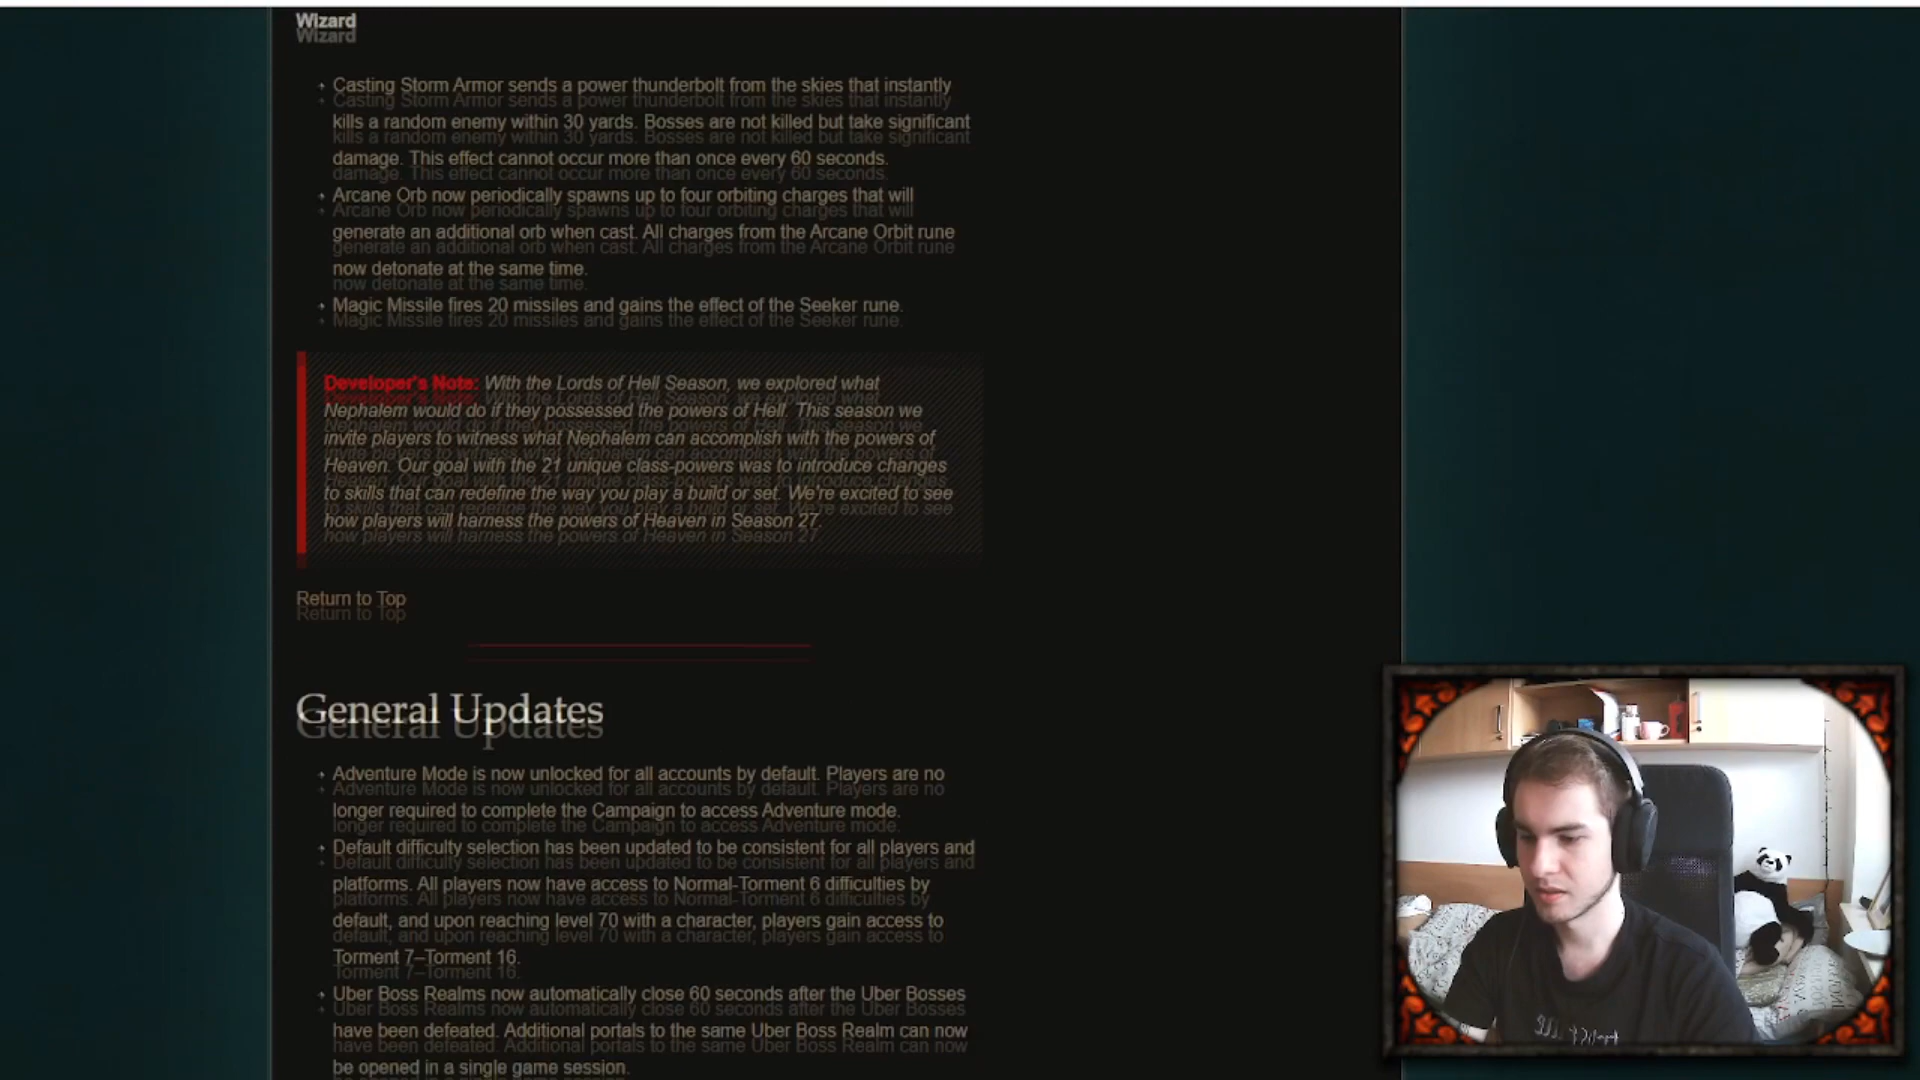 Wizard
Casting Storm Armor sends a power thunderbolt from the skies that instantly
kills a random enemy within 30 yards. Bosses are not killed but take significant
damage. This effect cannot occur more than once every 60 seconds.
Arcane Orb now periodically spawns up to four orbiting charges that will
generate an additional orb when cast. All charges from the Arcane Orbit rune
now detonate at the same time.
Magic Missile fires 20 missiles and gains the effect of the Seeker rune.
Developer's Note: With the Lords of Hell Season, we explored what
Nephalem would do if they possessed the powers of Hell. This season we
invite players to witness what Nephalem can accomplish with the powers of
Heaven. Our goal with the 21 unique class-powers was to introduce changes
to skills that can redefine the way you play a build or set. We're excited to see
how players will harness the powers of Heaven in Season 27.
Return to Top
General Updates
Adventure Mode is now unlocked for all accounts by default. Players are no
longer required to complete the Campaign to access Adventure mode.
Default difficulty selection has been updated to be consistent for all players and
platforms. All players now have access to Normal-Torment 6 difficulties by
default, and upon reaching level 70 with a character, players gain access to
Torment 7–Torment 16.
Uber Boss Realms now automatically close 60 seconds after the Uber Bosses
have been defeated. Additional portals to the same Uber Boss Realm can now
be opened in a single game session.